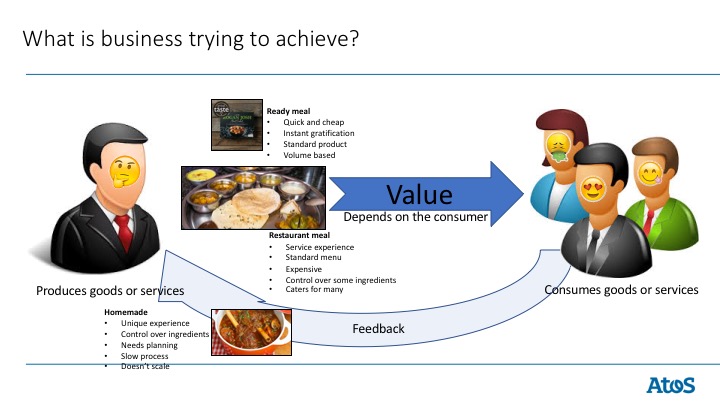 What is business trying to achieve?
taste
Ready meal
• Quick and cheap
• Instant gratification
• Standard product
• Volume based
Value
Depends on the consumer
Restaurant meal
• Service experience
• Standard menu
• Expensive
• Control over some ingredients
• Caters for many
Produces goods or services
Consumes goods or services
Homemade
• Unique experience
• Control over ingredients
• Needs planning
• Slow process
• Doesn't scale
Feedback
Atos